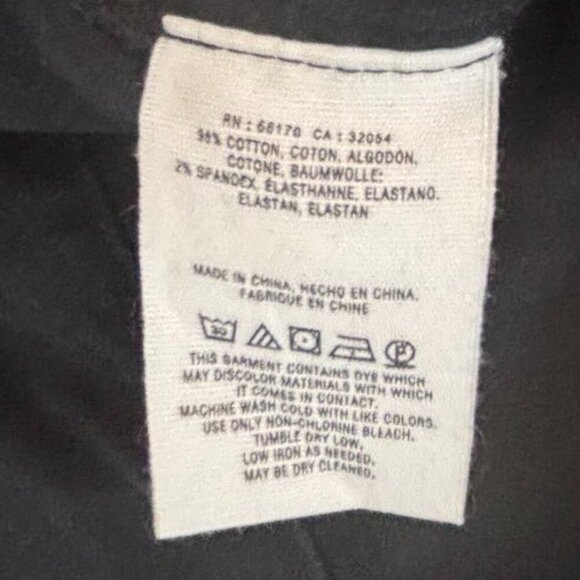 RN : 66170 CA : 32054
98% COTTON, COTON, ALGODÓN,
COTONE, BAUMWOLLE;
2% SPANDEX, ÉLASTHANNE, ELASTANO,
ELASTAN, ELASTAN
MADE IN CHINA, HECHO EN CHINA,
FABRIQUÉ EN CHINE
30 P
THIS GARMENT CONTAINS DYE WHICH
MAY DISCOLOR MATERIALS WITH WHICH
IT COMES IN CONTACT.
MACHINE WASH COLD WITH LIKE COLORS.
USE ONLY NON-CHLORINE BLEACH.
TUMBLE DRY LOW.
LOW IRON AS NEEDED.
MAY BE DRY CLEANED.